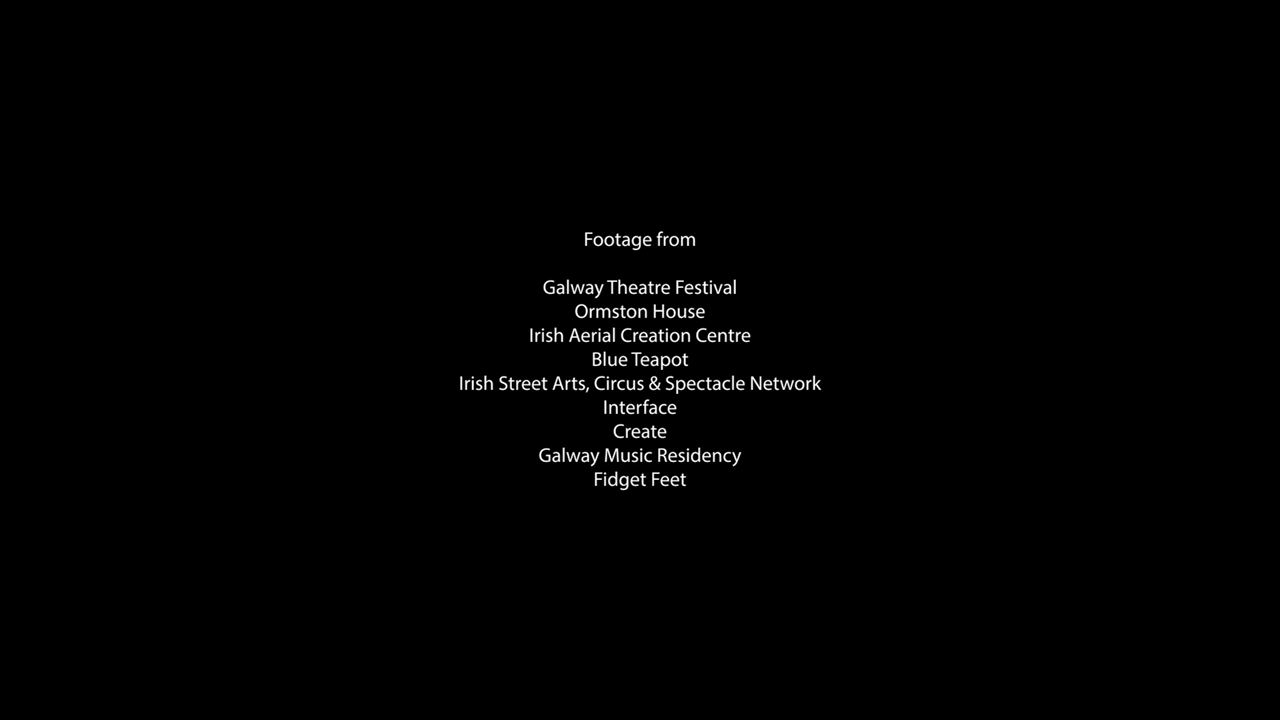 Footage from
Galway Theatre Festival
Ormston House
Irish Aerial Creation Centre
Blue Teapot
Irish Street Arts, Circus & Spectacle Network
Interface
Create
Galway Music Residency
Fidget Feet